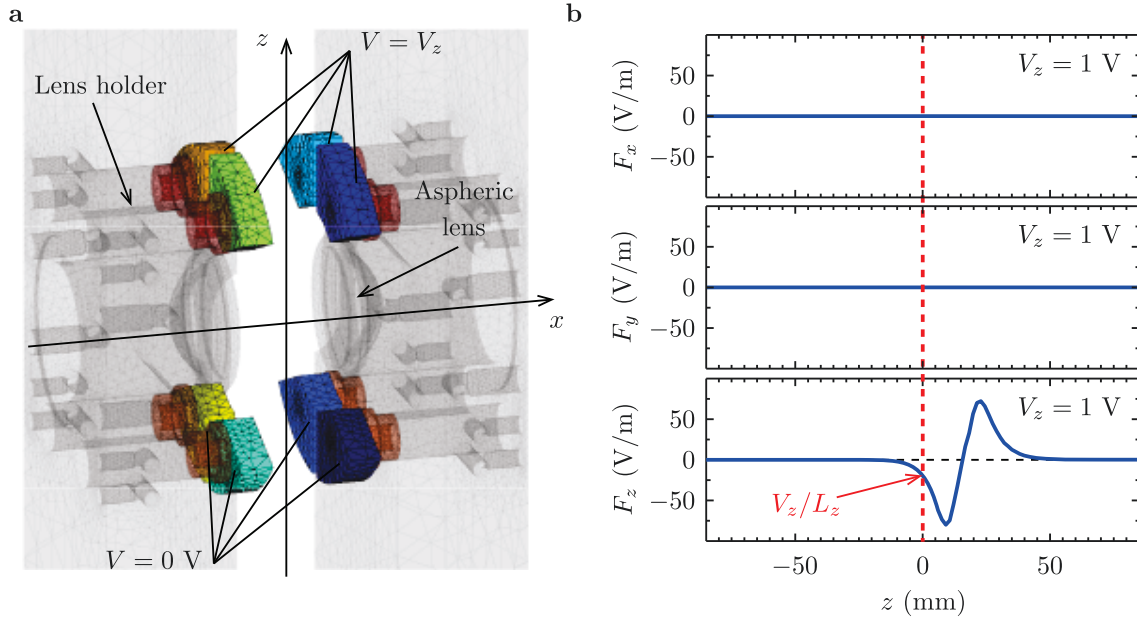 a
z
V = V_z
Lens holder
Aspheric
lens
x
V = 0 V
b
V_z = 1 V
F_x (V/m)
50
0
−50
V_z = 1 V
F_y (V/m)
50
0
−50
V_z = 1 V
F_z (V/m)
50
0
−50
V_z/L_z
−50
0
50
z (mm)